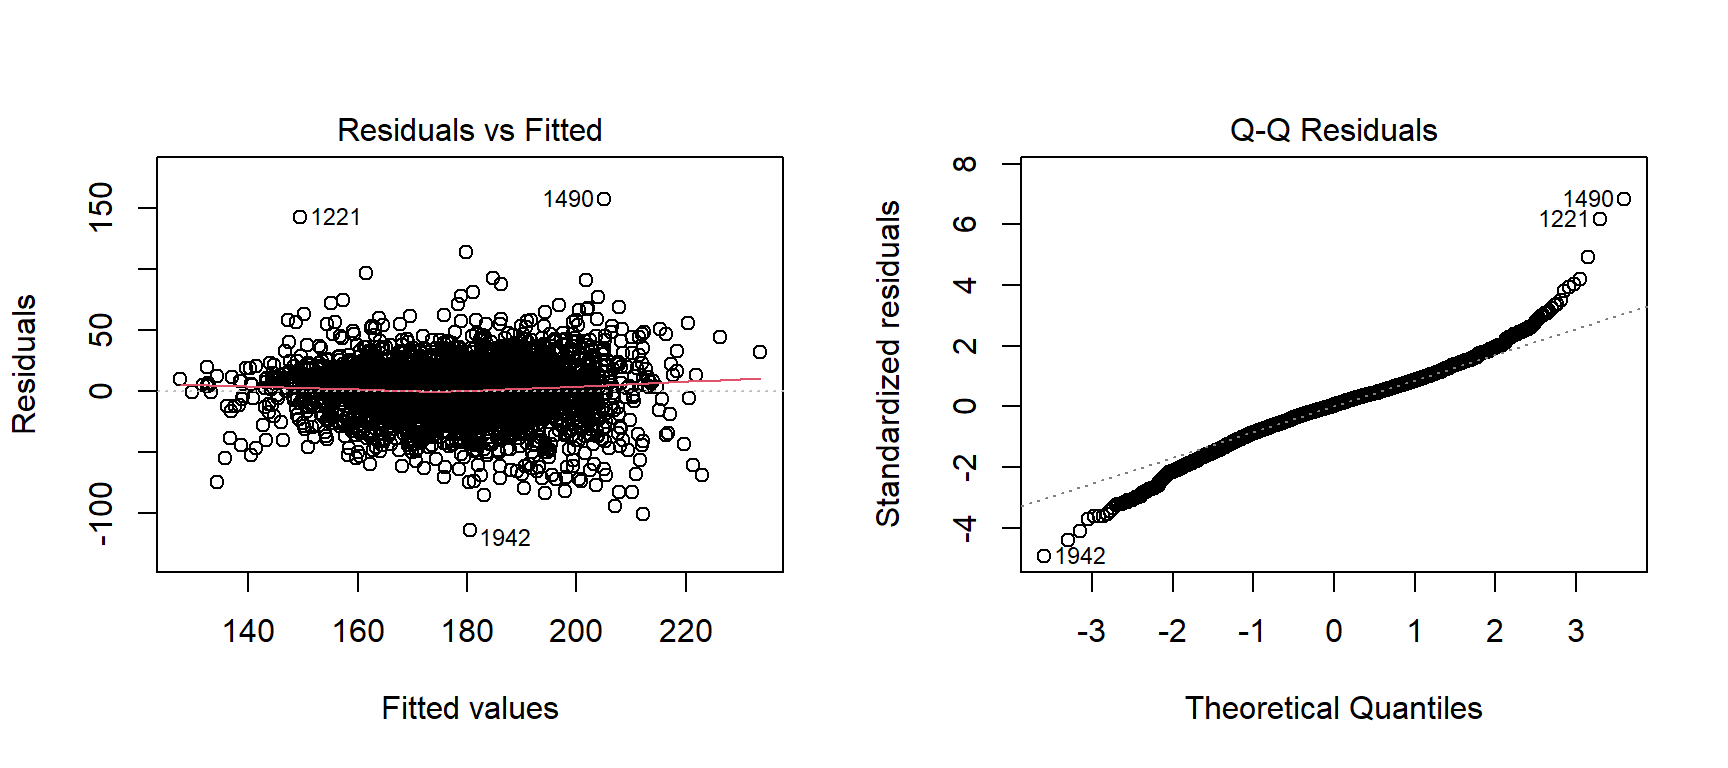 Residuals vs Fitted
Residuals
150
50
0
-100
1221
1490
1942
140 160 180 200 220
Fitted values
Q-Q Residuals
Standardized residuals
8
6
4
2
0
-2
-4
1490
1221
1942
-3 -2 -1 0 1 2 3
Theoretical Quantiles